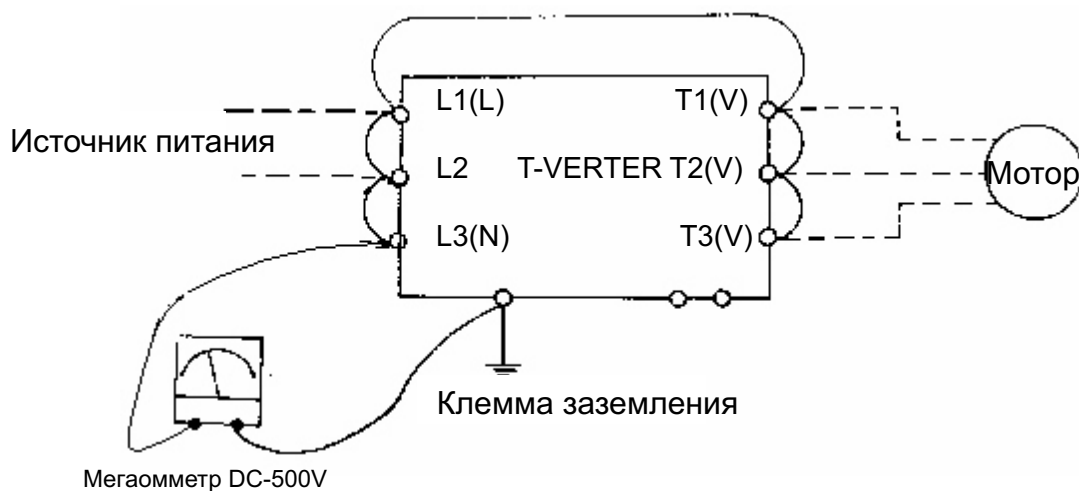 L1(L) T1(V)
Источник питания
L2 T-VERTER T2(V)
Мотор
L3(N) T3(V)
Клемма заземления
Мегаомметр DC-500V